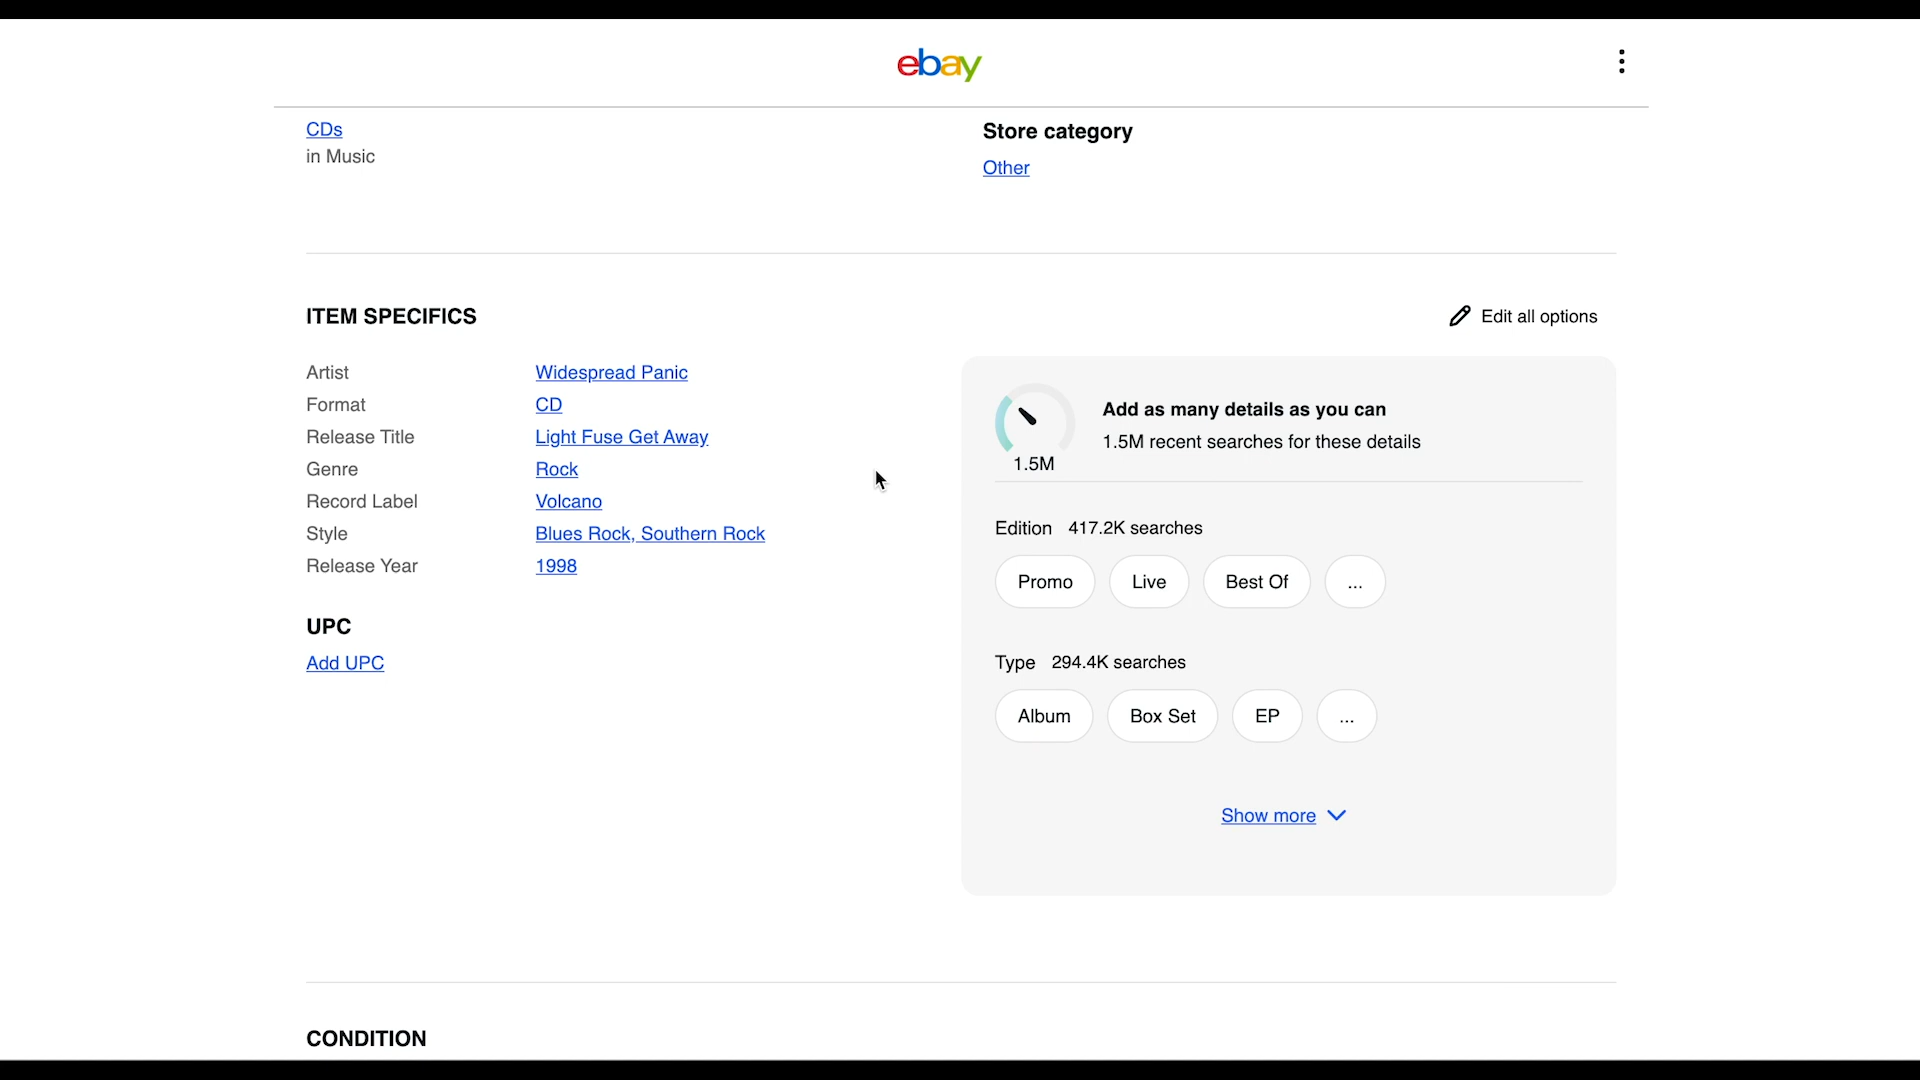 ebay
CDs
in Music
Store category
Other
ITEM SPECIFICS
Edit all options
Artist Widespread Panic
Format CD
Release Title Light Fuse Get Away
Genre Rock
Record Label Volcano
Style Blues Rock, Southern Rock
Release Year 1998
UPC
Add UPC
Add as many details as you can
1.5M recent searches for these details
1.5M
Edition 417.2K searches
Promo Live Best Of ...
Type 294.4K searches
Album Box Set EP ...
Show more
CONDITION